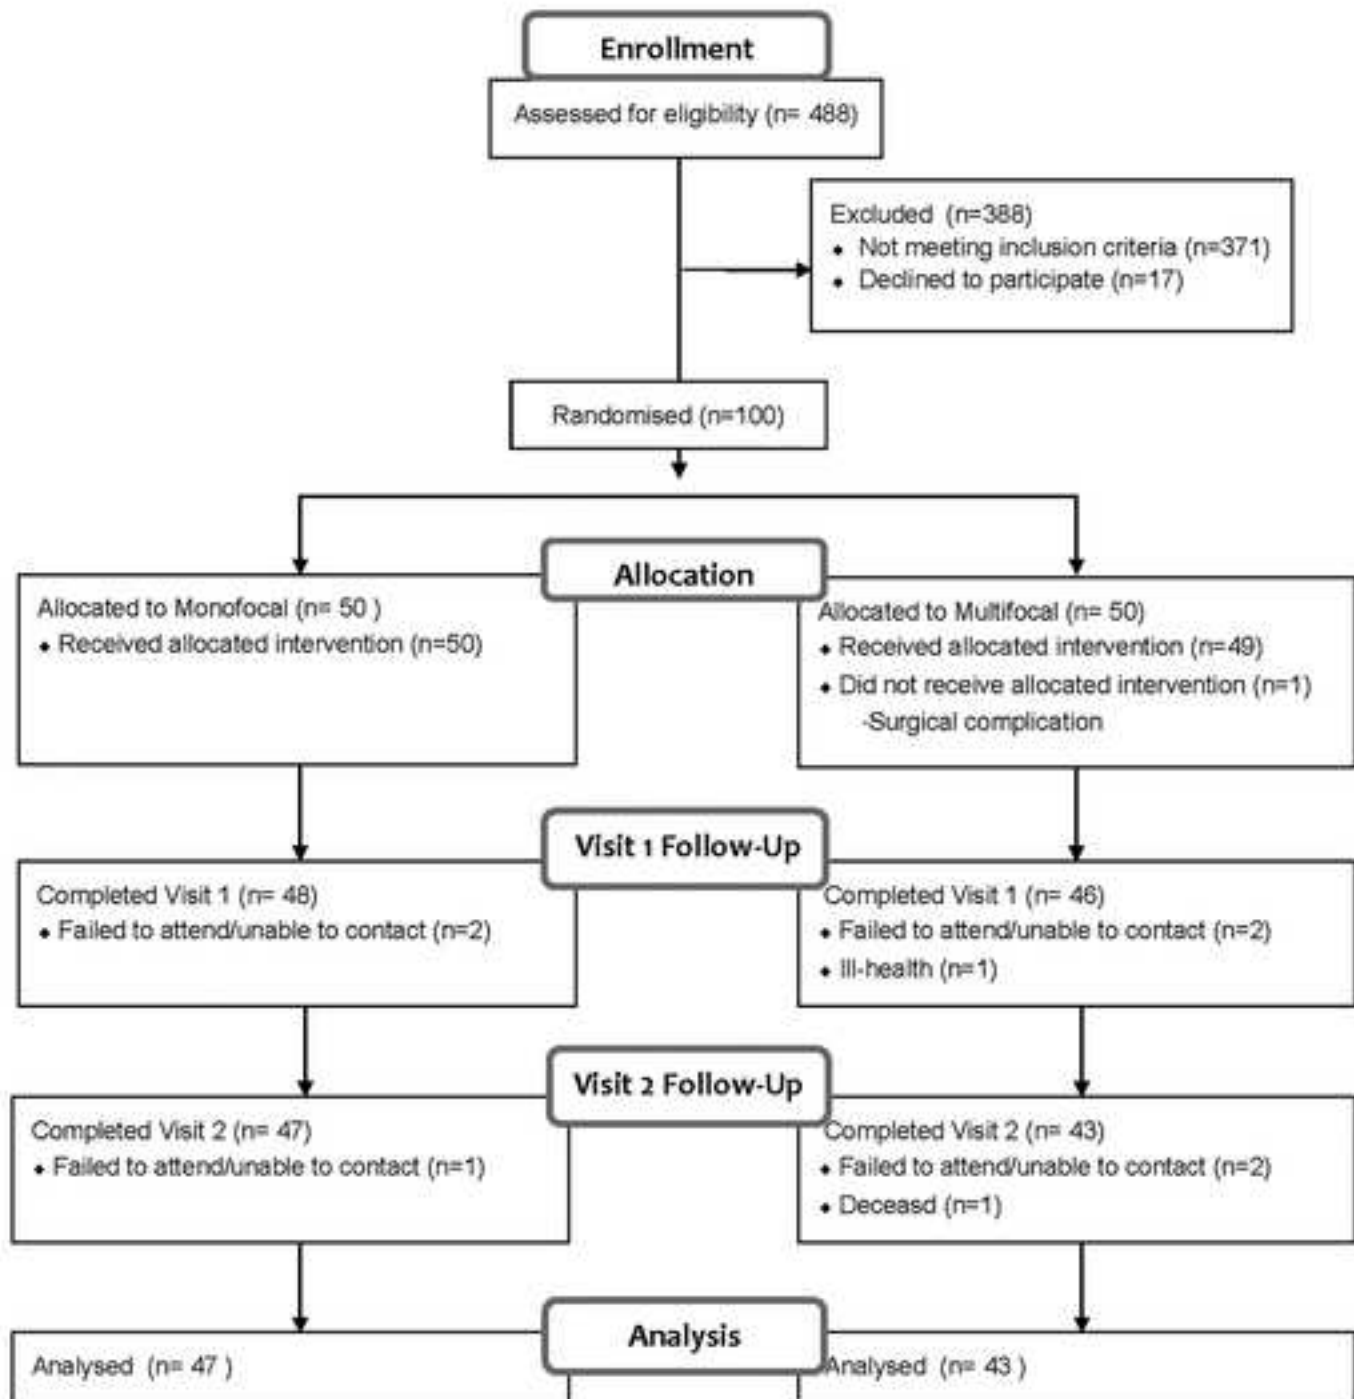 Enrollment
Assessed for eligibility (n= 488)
Excluded (n=388)
• Not meeting inclusion criteria (n=371)
• Declined to participate (n=17)
Randomised (n=100)
Allocation
Allocated to Monofocal (n= 50 )
• Received allocated intervention (n=50)
Allocated to Multifocal (n= 50)
• Received allocated intervention (n=49)
• Did not receive allocated intervention (n=1)
-Surgical complication
Visit 1 Follow-Up
Completed Visit 1 (n= 48)
• Failed to attend/unable to contact (n=2)
Completed Visit 1 (n= 46)
• Failed to attend/unable to contact (n=2)
• Ill-health (n=1)
Visit 2 Follow-Up
Completed Visit 2 (n= 47)
• Failed to attend/unable to contact (n=1)
Completed Visit 2 (n= 43)
• Failed to attend/unable to contact (n=2)
• Deceasd (n=1)
Analysis
Analysed (n= 47 )
Analysed (n= 43 )